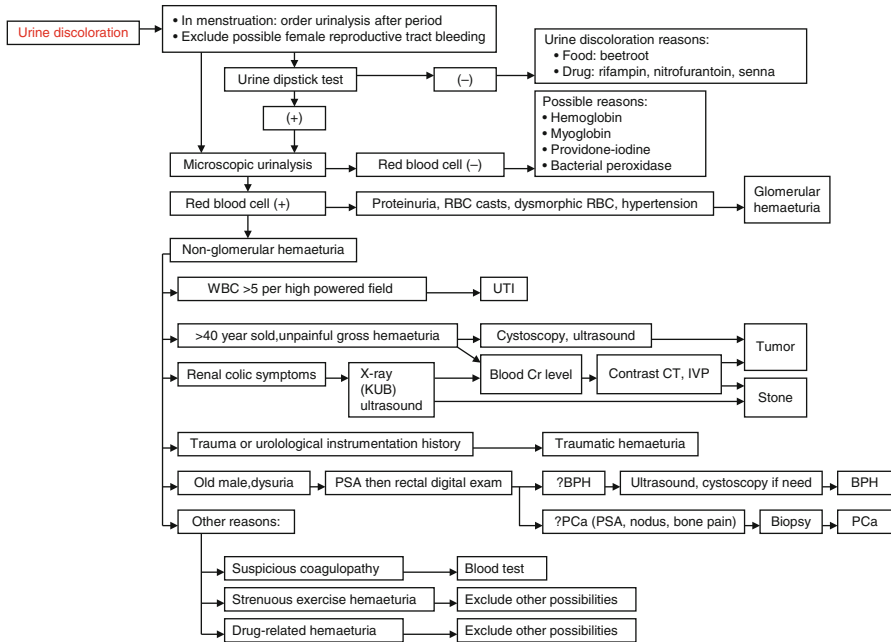 Urine discoloration
• In menstruation: order urinalysis after period
• Exclude possible female reproductive tract bleeding
Urine dipstick test
(–)
Urine discoloration reasons:
• Food: beetroot
• Drug: rifampin, nitrofurantoin, senna
(+)
Possible reasons:
• Hemoglobin
• Myoglobin
• Providone-iodine
• Bacterial peroxidase
Microscopic urinalysis
Red blood cell (–)
Red blood cell (+)
Proteinuria, RBC casts, dysmorphic RBC, hypertension
Glomerular
hemaeturia
Non-glomerular hemaeturia
WBC >5 per high powered field
UTI
>40 year sold,unpainful gross hemaeturia
Cystoscopy, ultrasound
Tumor
Renal colic symptoms
X-ray
(KUB)
ultrasound
Blood Cr level
Contrast CT, IVP
Stone
Trauma or urolological instrumentation history
Traumatic hemaeturia
Old male,dysuria
PSA then rectal digital exam
?BPH
Ultrasound, cystoscopy if need
BPH
Other reasons:
?PCa (PSA, nodus, bone pain)
Biopsy
PCa
Suspicious coagulopathy
Blood test
Strenuous exercise hemaeturia
Exclude other possibilities
Drug-related hemaeturia
Exclude other possibilities